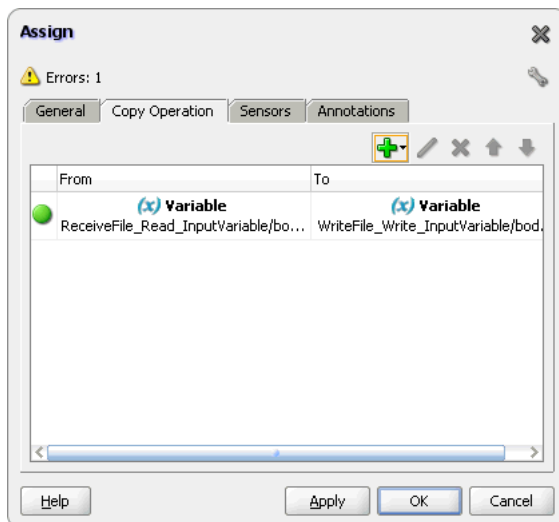 Assign
Errors: 1
General Copy Operation Sensors Annotations
From To
(x) Variable (x) Variable
ReceiveFile_Read_InputVariable/bo... WriteFile_Write_InputVariable/bod.
Help Apply OK Cancel